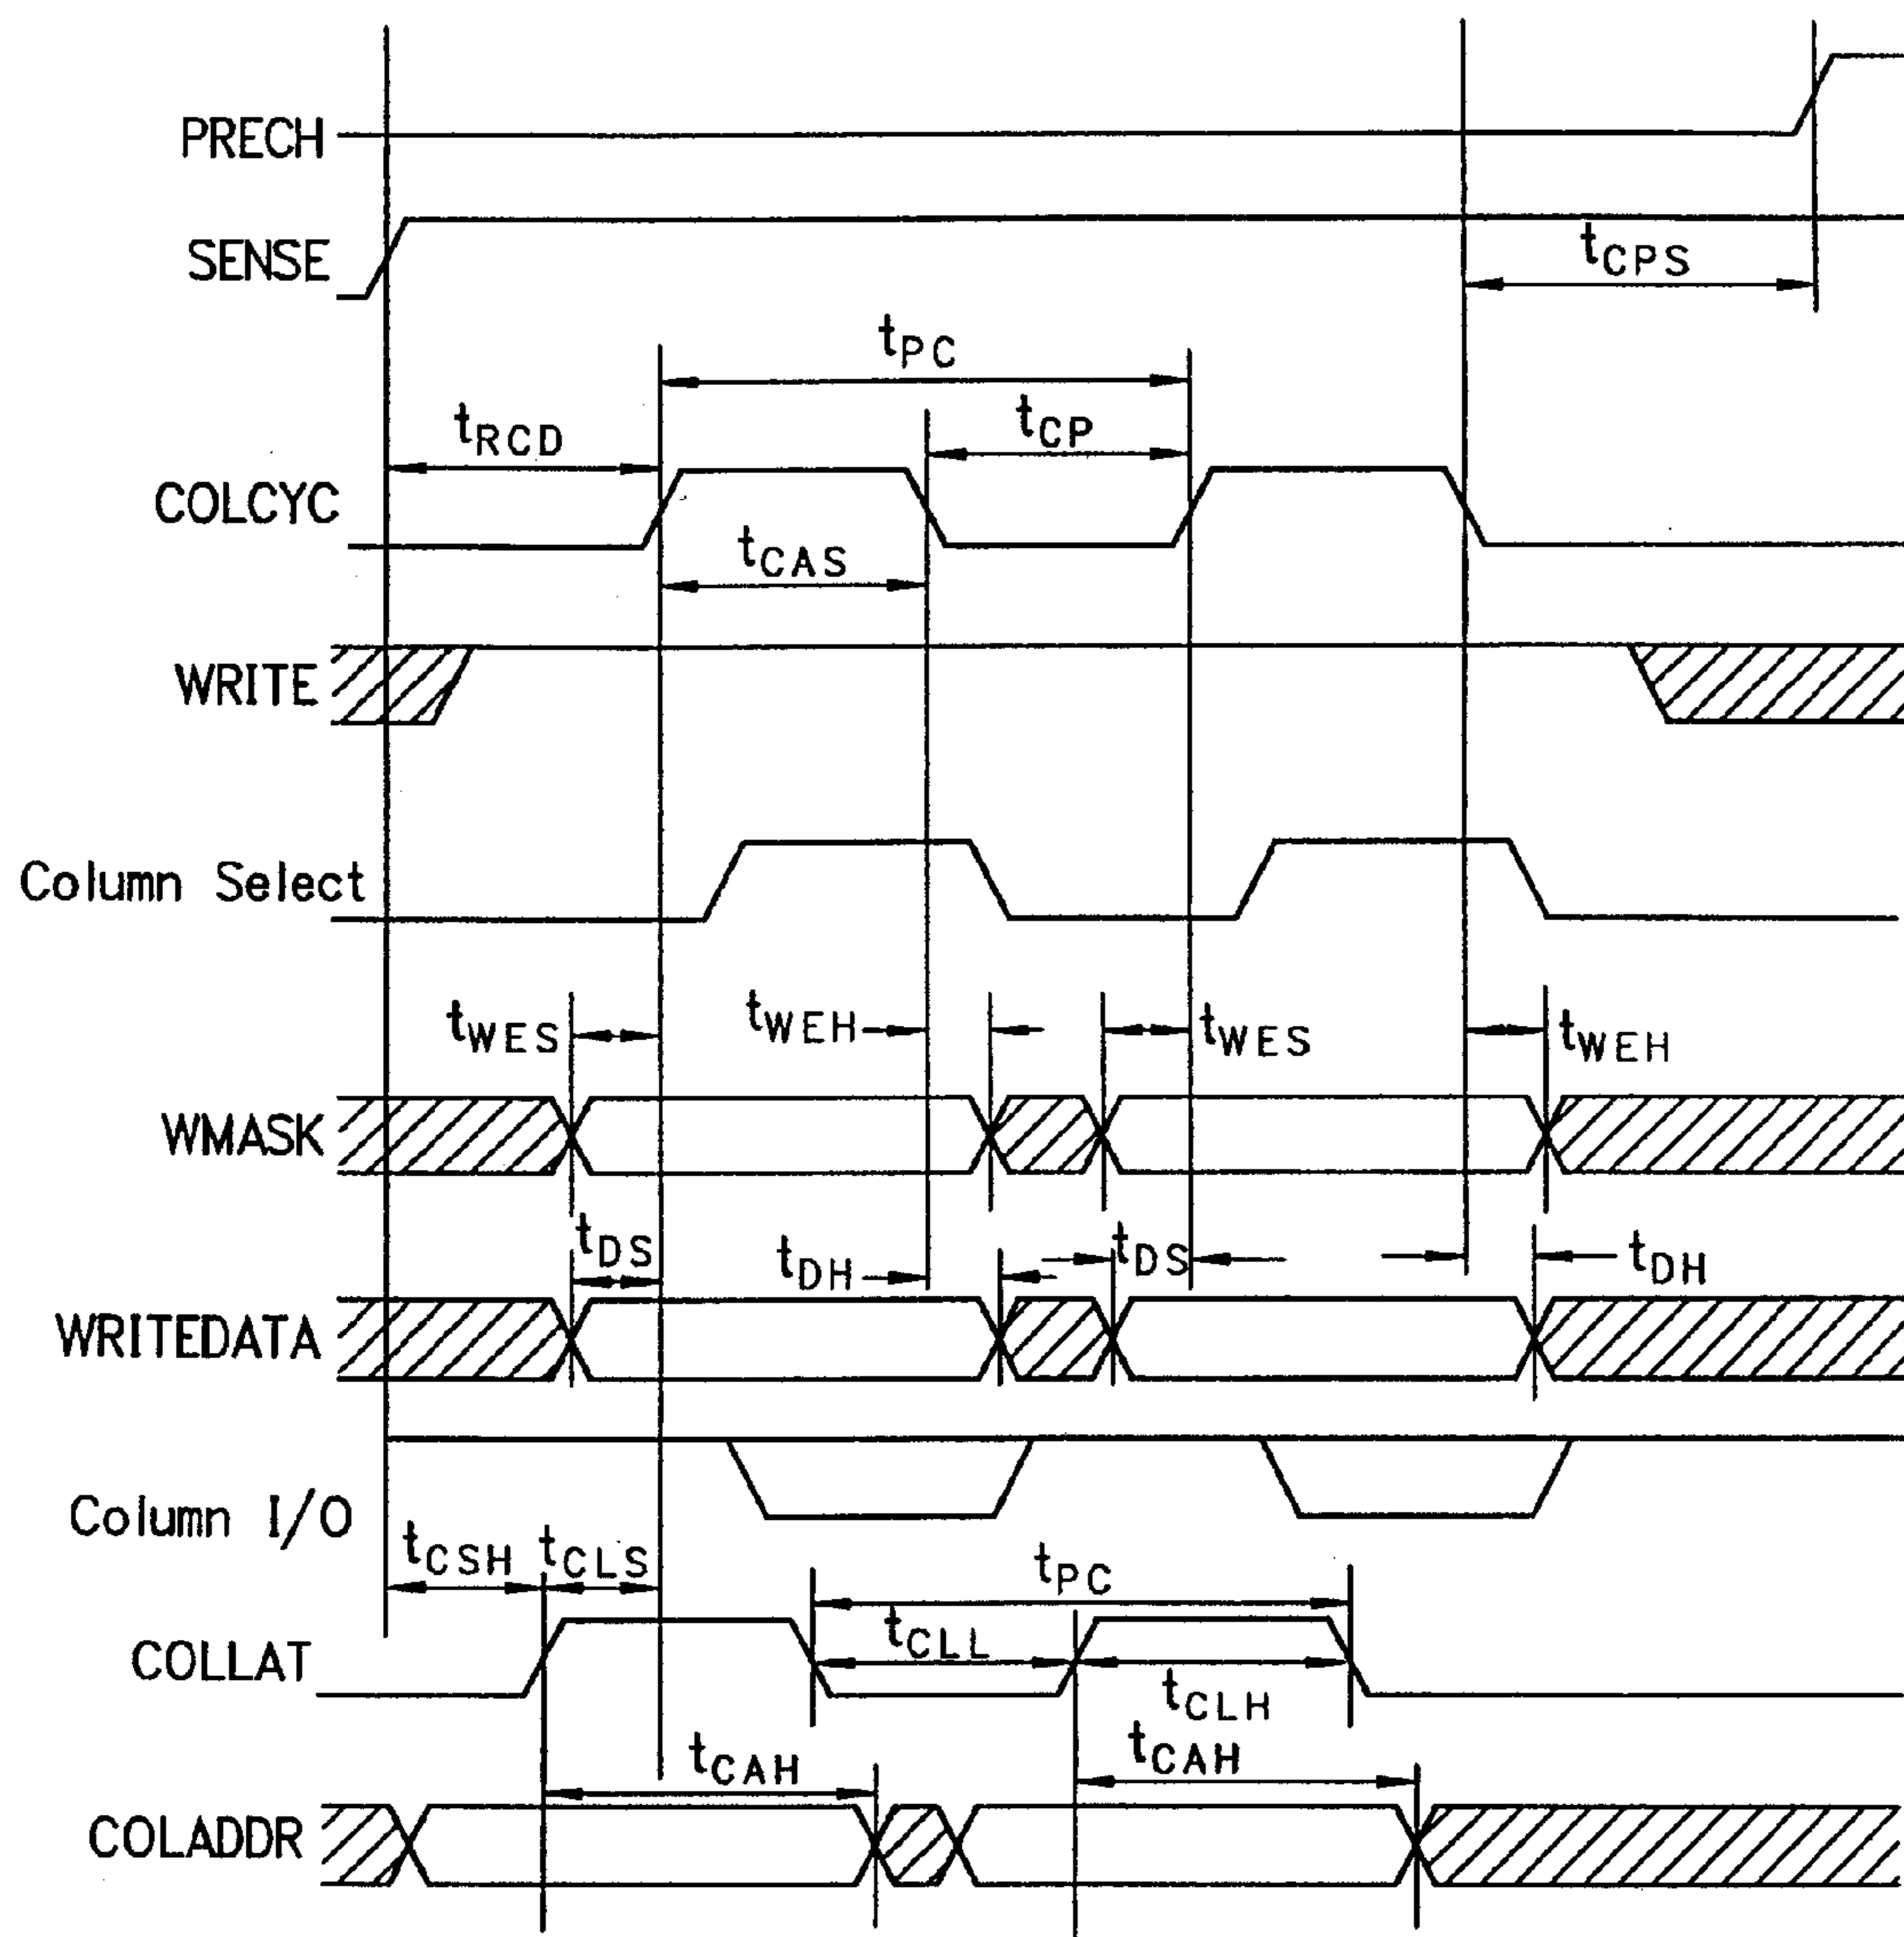 PRECH
SENSE
tCPS
tPC
tRCD
tCP
COLCYC
tCAS
WRITE
Column Select
tWES
tWEH
tWES
tWEH
WMASK
tDS
tDH
tDS
tDH
WRITEDATA
Column I/O
tCSH
tCLS
tPC
COLLAT
tCLL
tCLH
tCAH
tCAH
COLADDR